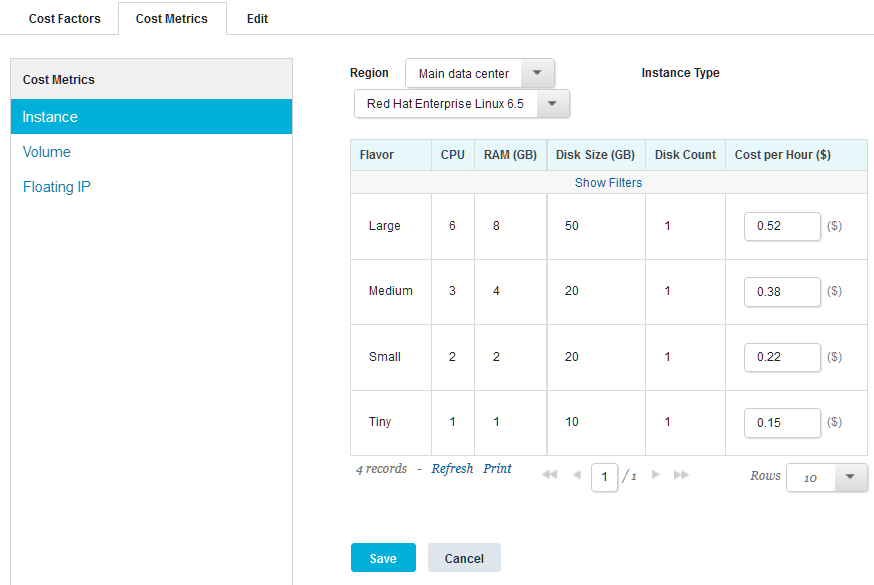 Cost Factors Cost Metrics Edit
Cost Metrics
Instance
Volume
Floating IP
Region Main data center Instance Type
Red Hat Enterprise Linux 6.5
Flavor CPU RAM (GB) Disk Size (GB) Disk Count Cost per Hour ($)
Show Filters
Large 6 8 50 1 0.52 ($)
Medium 3 4 20 1 0.38 ($)
Small 2 2 20 1 0.22 ($)
Tiny 1 1 10 1 0.15 ($)
4 records - Refresh Print 1 / 1 Rows 10
Save Cancel